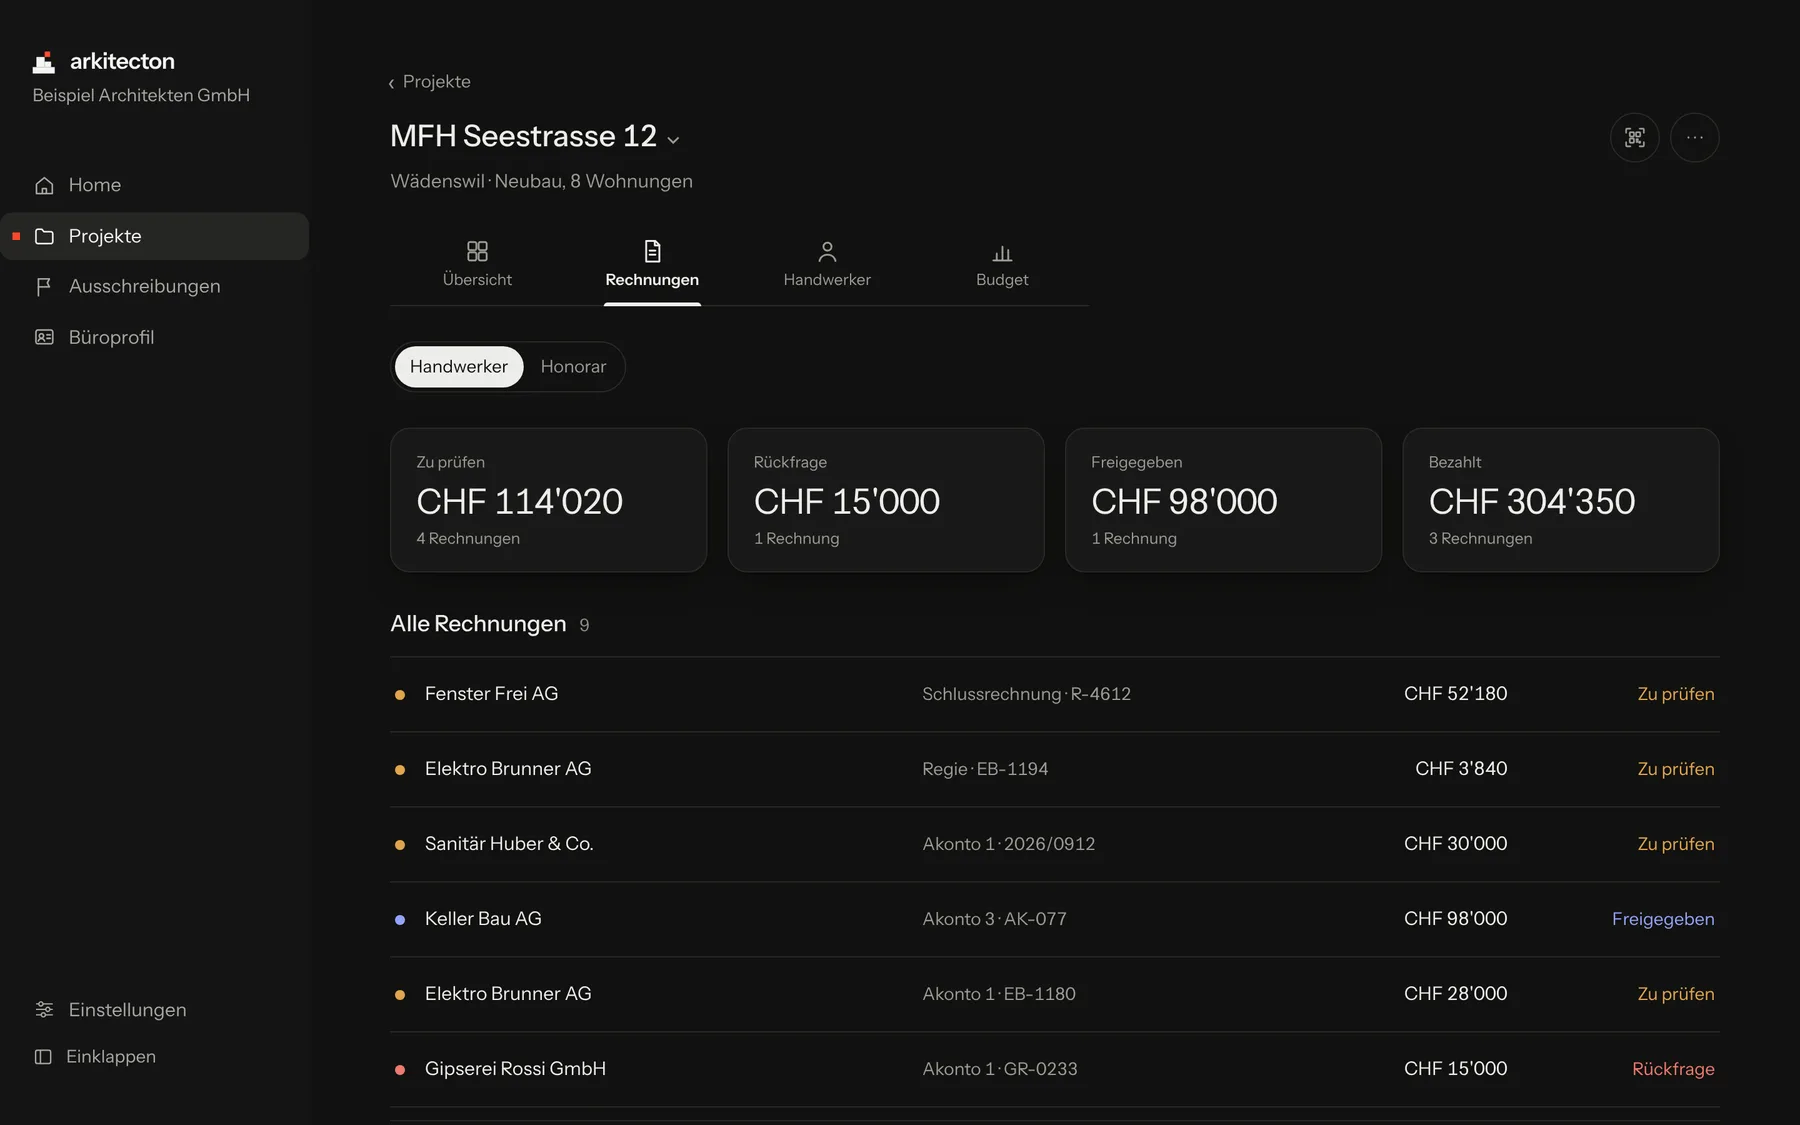 arkitecton
Beispiel Architekten GmbH
Home
Projekte
Ausschreibungen
Büroprofil
Einstellungen
Einklappen
‹ Projekte
MFH Seestrasse 12
Wädenswil · Neubau, 8 Wohnungen
Übersicht
Rechnungen
Handwerker
Budget
Handwerker
Honorar
Zu prüfen
CHF 114'020
4 Rechnungen
Rückfrage
CHF 15'000
1 Rechnung
Freigegeben
CHF 98'000
1 Rechnung
Bezahlt
CHF 304'350
3 Rechnungen
Alle Rechnungen 9
Fenster Frei AG Schlussrechnung · R-4612 CHF 52'180 Zu prüfen
Elektro Brunner AG Regie · EB-1194 CHF 3'840 Zu prüfen
Sanitär Huber & Co. Akonto 1 · 2026/0912 CHF 30'000 Zu prüfen
Keller Bau AG Akonto 3 · AK-077 CHF 98'000 Freigegeben
Elektro Brunner AG Akonto 1 · EB-1180 CHF 28'000 Zu prüfen
Gipserei Rossi GmbH Akonto 1 · GR-0233 CHF 15'000 Rückfrage